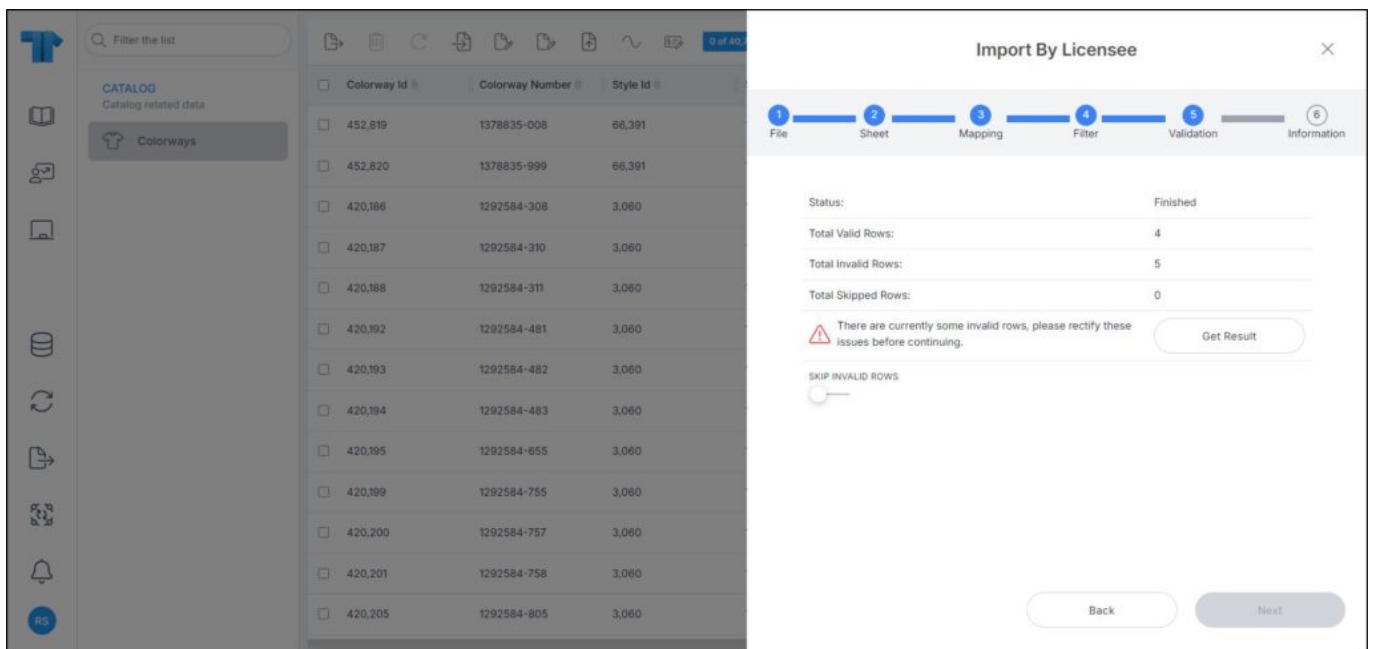 Filter the list
CATALOG
Catalog related data
Colorways
0 of 40,
Colorway Id Colorway Number Style Id
452,819 1378835-008 66,391
452,820 1378835-999 66,391
420,186 1292584-308 3,060
420,187 1292584-310 3,060
420,188 1292584-311 3,060
420,192 1292584-481 3,060
420,193 1292584-482 3,060
420,194 1292584-483 3,060
420,195 1292584-655 3,060
420,199 1292584-755 3,060
420,200 1292584-757 3,060
420,201 1292584-758 3,060
420,205 1292584-805 3,060
RS
Import By Licensee
1 2 3 4 5 6
File Sheet Mapping Filter Validation Information
Status: Finished
Total Valid Rows: 4
Total Invalid Rows: 5
Total Skipped Rows: 0
There are currently some invalid rows, please rectify these
issues before continuing.
Get Result
SKIP INVALID ROWS
Back Next